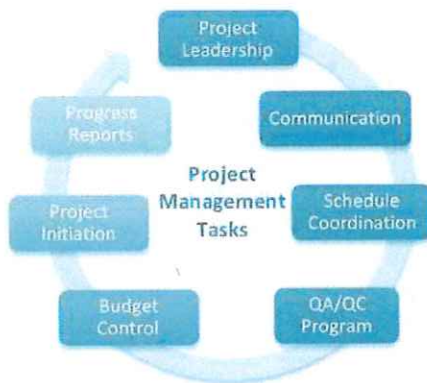 Project
Leadership
Communication
Schedule
Coordination
QA/QC
Program
Budget
Control
Project
Initiation
Progress
Reports
Project
Management
Tasks